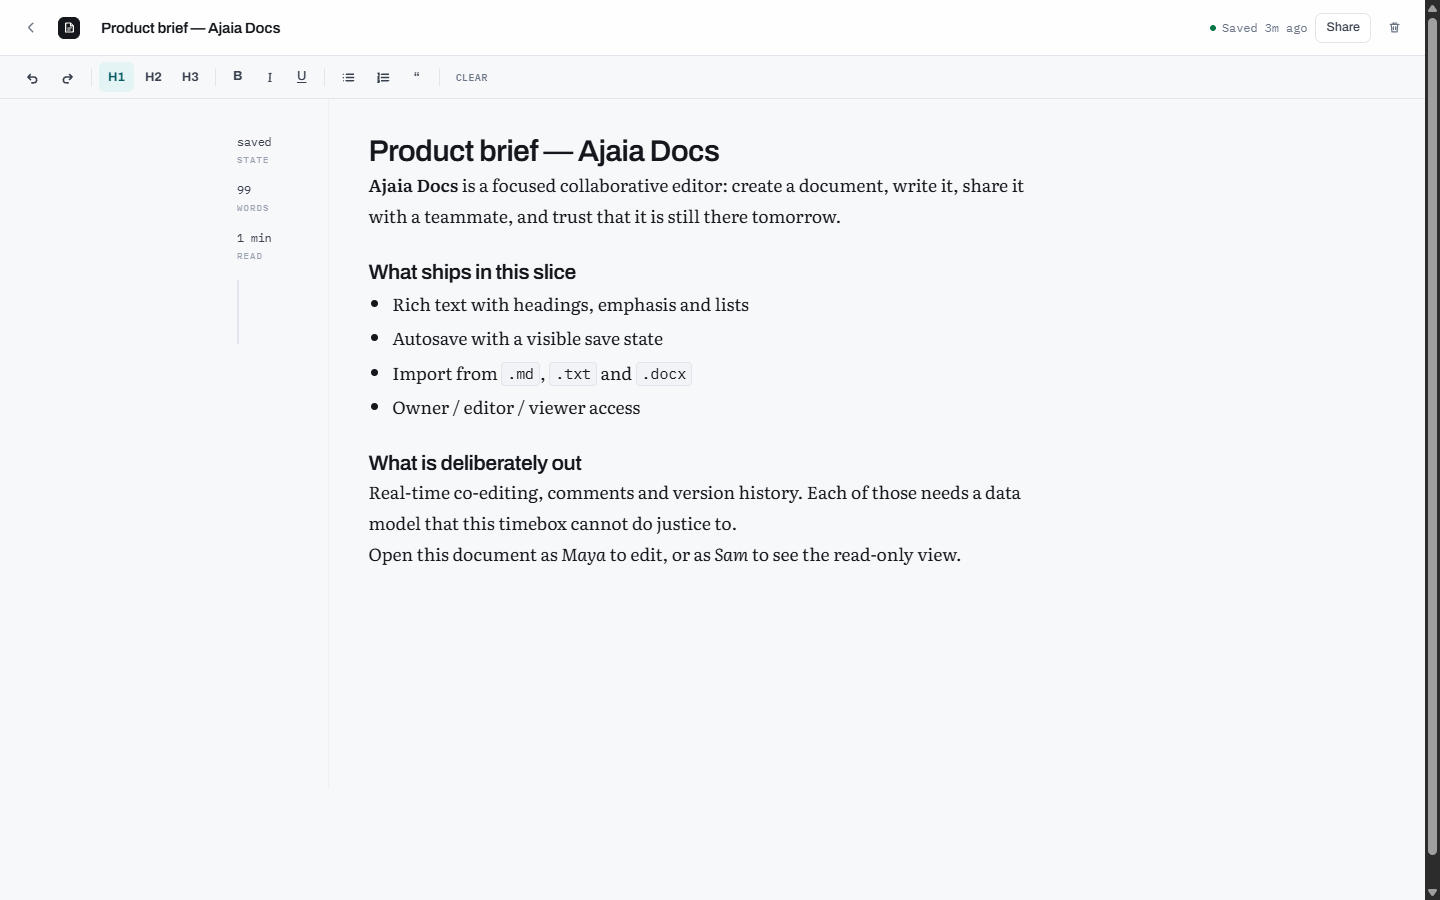 Product brief — Ajaia Docs
Saved 3m ago
Share
H1 H2 H3 B I U “ CLEAR
saved
STATE
99
WORDS
1 min
READ
Product brief — Ajaia Docs
Ajaia Docs is a focused collaborative editor: create a document, write it, share it
with a teammate, and trust that it is still there tomorrow.
What ships in this slice
Rich text with headings, emphasis and lists
Autosave with a visible save state
Import from .md, .txt and .docx
Owner / editor / viewer access
What is deliberately out
Real-time co-editing, comments and version history. Each of those needs a data
model that this timebox cannot do justice to.
Open this document as Maya to edit, or as Sam to see the read-only view.